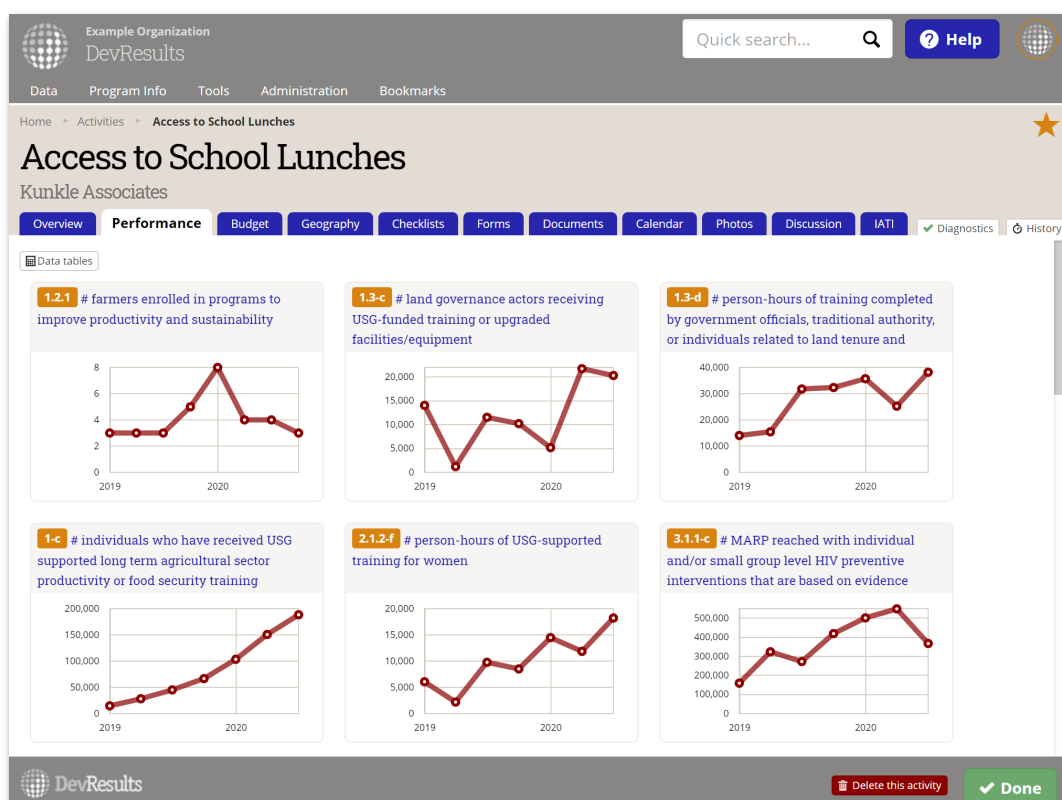 Example Organization
DevResults
Quick search...
Help
Data Program Info Tools Administration Bookmarks
Home Activities Access to School Lunches
Access to School Lunches
Kunkle Associates
Overview Performance Budget Geography Checklists Forms Documents Calendar Photos Discussion IATI Diagnostics History
Data tables
1.2.1 # farmers enrolled in programs to
improve productivity and sustainability
8
6
4
2
0
2019 2020
1.3-c # land governance actors receiving
USG-funded training or upgraded
facilities/equipment
20,000
15,000
10,000
5,000
0
2019 2020
1.3-d # person-hours of training completed
by government officials, traditional authority,
or individuals related to land tenure and
40,000
30,000
20,000
10,000
0
2019 2020
1-c # individuals who have received USG
supported long term agricultural sector
productivity or food security training
200,000
150,000
100,000
50,000
0
2019 2020
2.1.2-f # person-hours of USG-supported
training for women
20,000
15,000
10,000
5,000
0
2019 2020
3.1.1-c # MARP reached with individual
and/or small group level HIV preventive
interventions that are based on evidence
500,000
400,000
300,000
200,000
100,000
0
2019 2020
DevResults
Delete this activity
Done